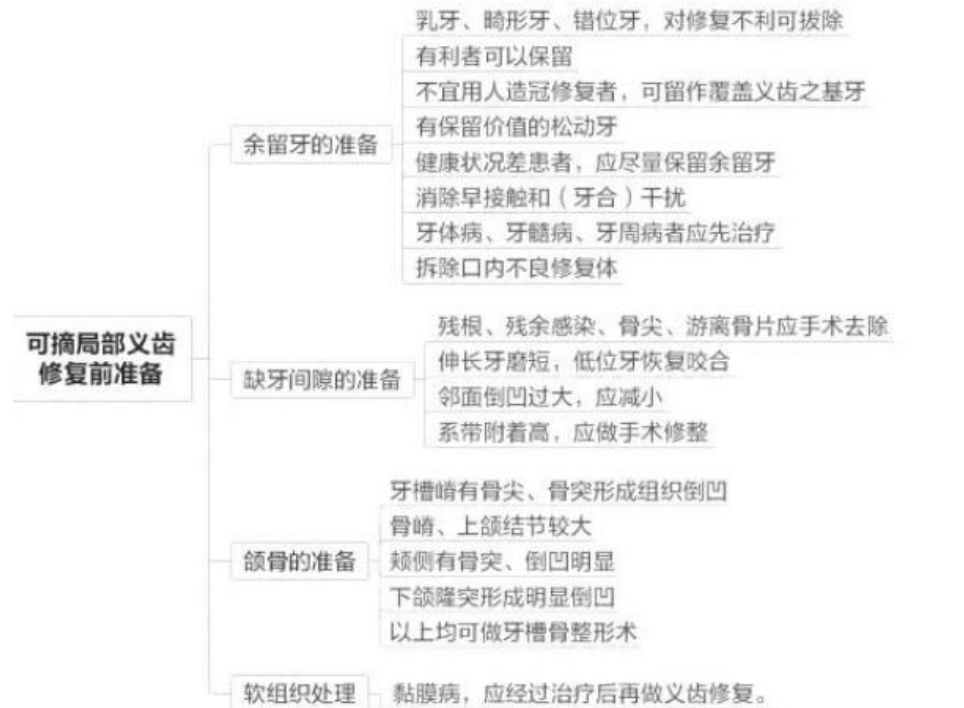 可摘局部义齿
修复前准备
余留牙的准备
乳牙、畸形牙、错位牙，对修复不利可拔除
有利者可以保留
不宜用人造冠修复者，可留作覆盖义齿之基牙
有保留价值的松动牙
健康状况差患者，应尽量保留余留牙
消除早接触和（牙合）干扰
牙体病、牙髓病、牙周病者应先治疗
拆除口内不良修复体
缺牙间隙的准备
残根、残余感染、骨尖、游离骨片应手术去除
伸长牙磨短，低位牙恢复咬合
邻面倒凹过大，应减小
系带附着高，应做手术修整
颌骨的准备
牙槽嵴有骨尖、骨突形成组织倒凹
骨嵴、上颌结节较大
颊侧有骨突、倒凹明显
下颌隆突形成明显倒凹
以上均可做牙槽骨整形术
软组织处理
黏膜病，应经过治疗后再做义齿修复。